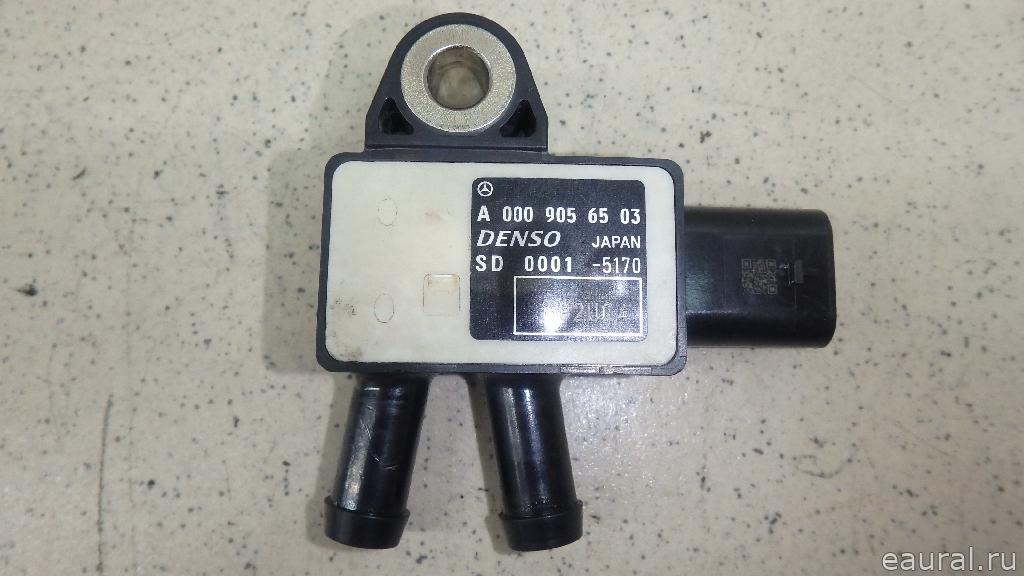 A 000 905 65 03
DENSO JAPAN
SD 0001 -5170
eaural.ru